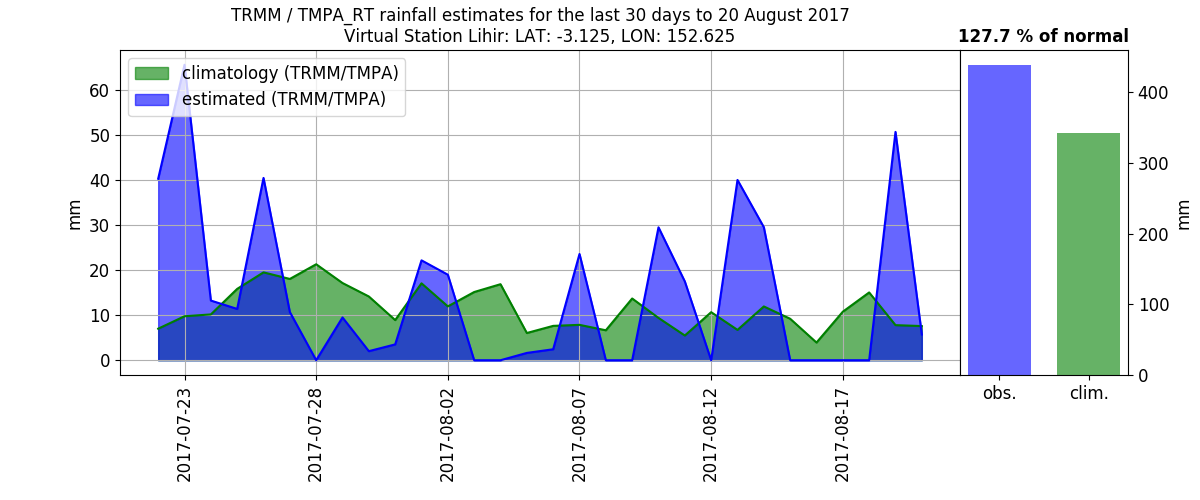 TRMM / TMPA_RT rainfall estimates for the last 30 days to 20 August 2017
Virtual Station Lihir: LAT: -3.125, LON: 152.625
127.7 % of normal
climatology (TRMM/TMPA)
estimated (TRMM/TMPA)
mm
60
50
40
30
20
10
0
2017-07-23
2017-07-28
2017-08-02
2017-08-07
2017-08-12
2017-08-17
400
300
200
100
0
mm
obs.
clim.